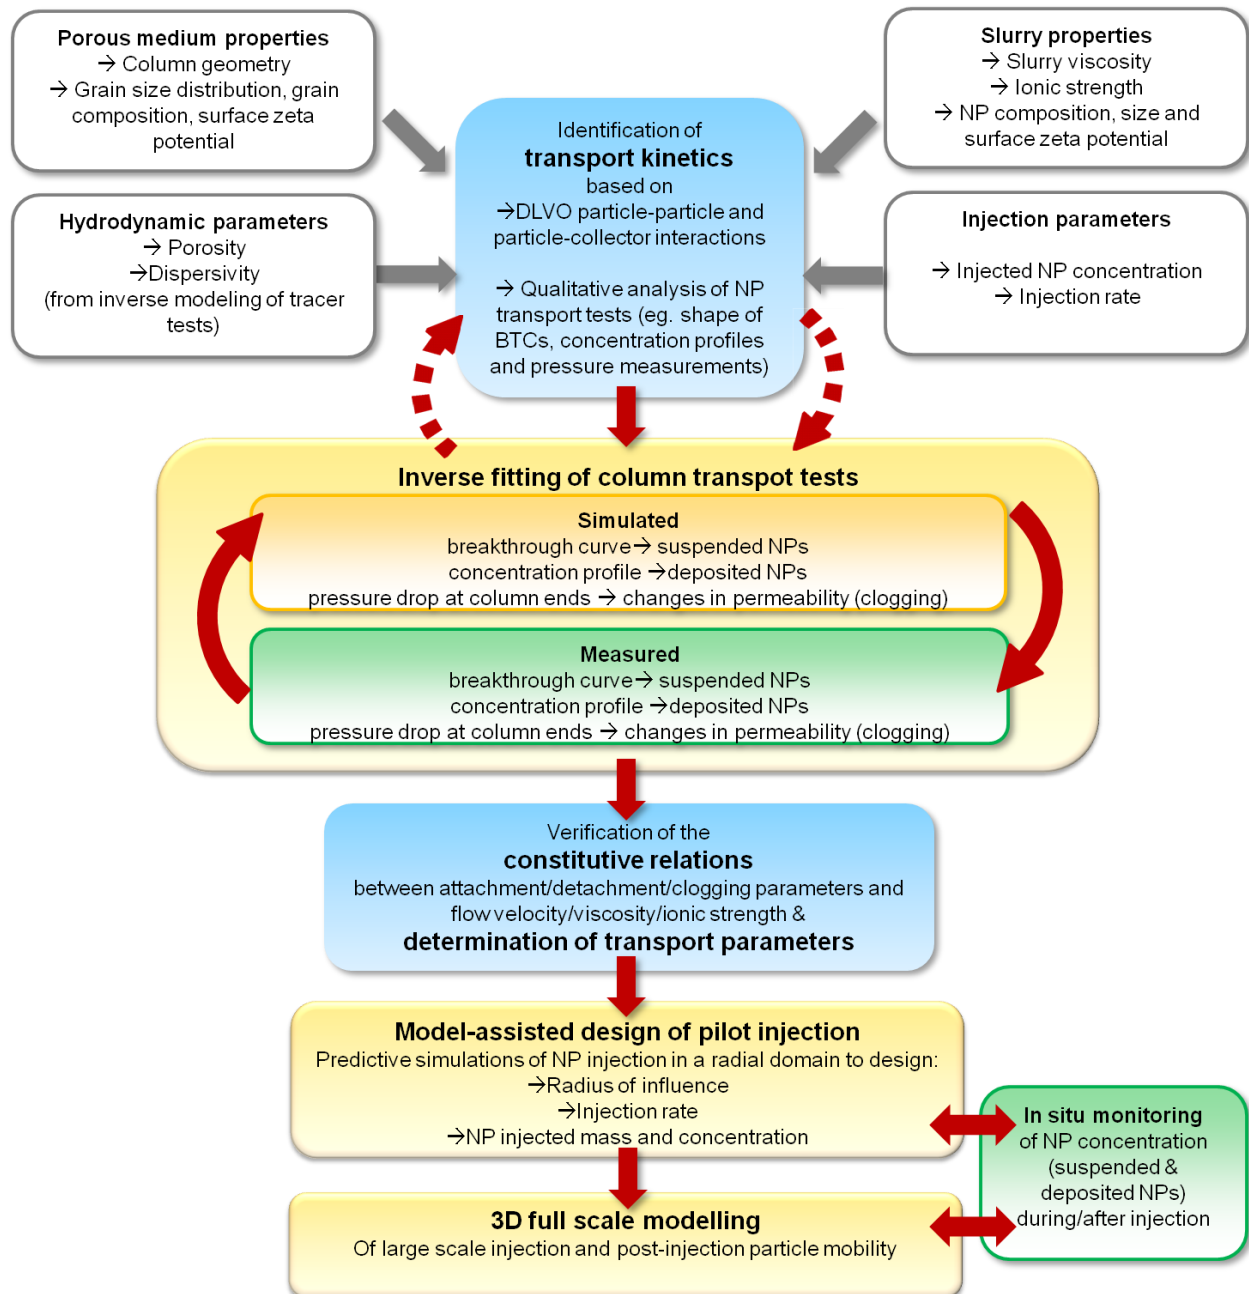 Porous medium properties
→ Column geometry
→ Grain size distribution, grain
composition, surface zeta
potential
Slurry properties
→ Slurry viscosity
→ Ionic strength
→ NP composition, size and
surface zeta potential
Hydrodynamic parameters
→ Porosity
→Dispersivity
(from inverse modeling of tracer
tests)
Injection parameters
→ Injected NP concentration
→ Injection rate
Identification of
transport kinetics
based on
→DLVO particle-particle and
particle-collector interactions
→ Qualitative analysis of NP
transport tests (eg. shape of
BTCs, concentration profiles
and pressure measurements)
Inverse fitting of column transpot tests
Simulated
breakthrough curve→ suspended NPs
concentration profile →deposited NPs
pressure drop at column ends → changes in permeability (clogging)
Measured
breakthrough curve→ suspended NPs
concentration profile →deposited NPs
pressure drop at column ends → changes in permeability (clogging)
Verification of the
constitutive relations
between attachment/detachment/clogging parameters and
flow velocity/viscosity/ionic strength &
determination of transport parameters
Model-assisted design of pilot injection
Predictive simulations of NP injection in a radial domain to design:
→Radius of influence
→Injection rate
→NP injected mass and concentration
In situ monitoring
of NP concentration
(suspended &
deposited NPs)
during/after injection
3D full scale modelling
Of large scale injection and post-injection particle mobility